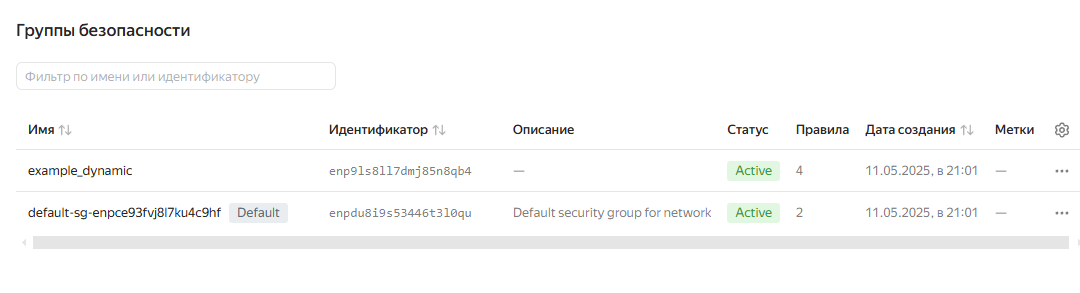 Группы безопасности
Фильтр по имени или идентификатору
Имя Идентификатор Описание Статус Правила Дата создания Метки
example_dynamic enp9ls8ll7dmj85n8qb4 — Active 4 11.05.2025, в 21:01 —
default-sg-enpce93fvj8l7ku4c9hf Default enpdu8i9s53446t3l0qu Default security group for network Active 2 11.05.2025, в 21:01 —